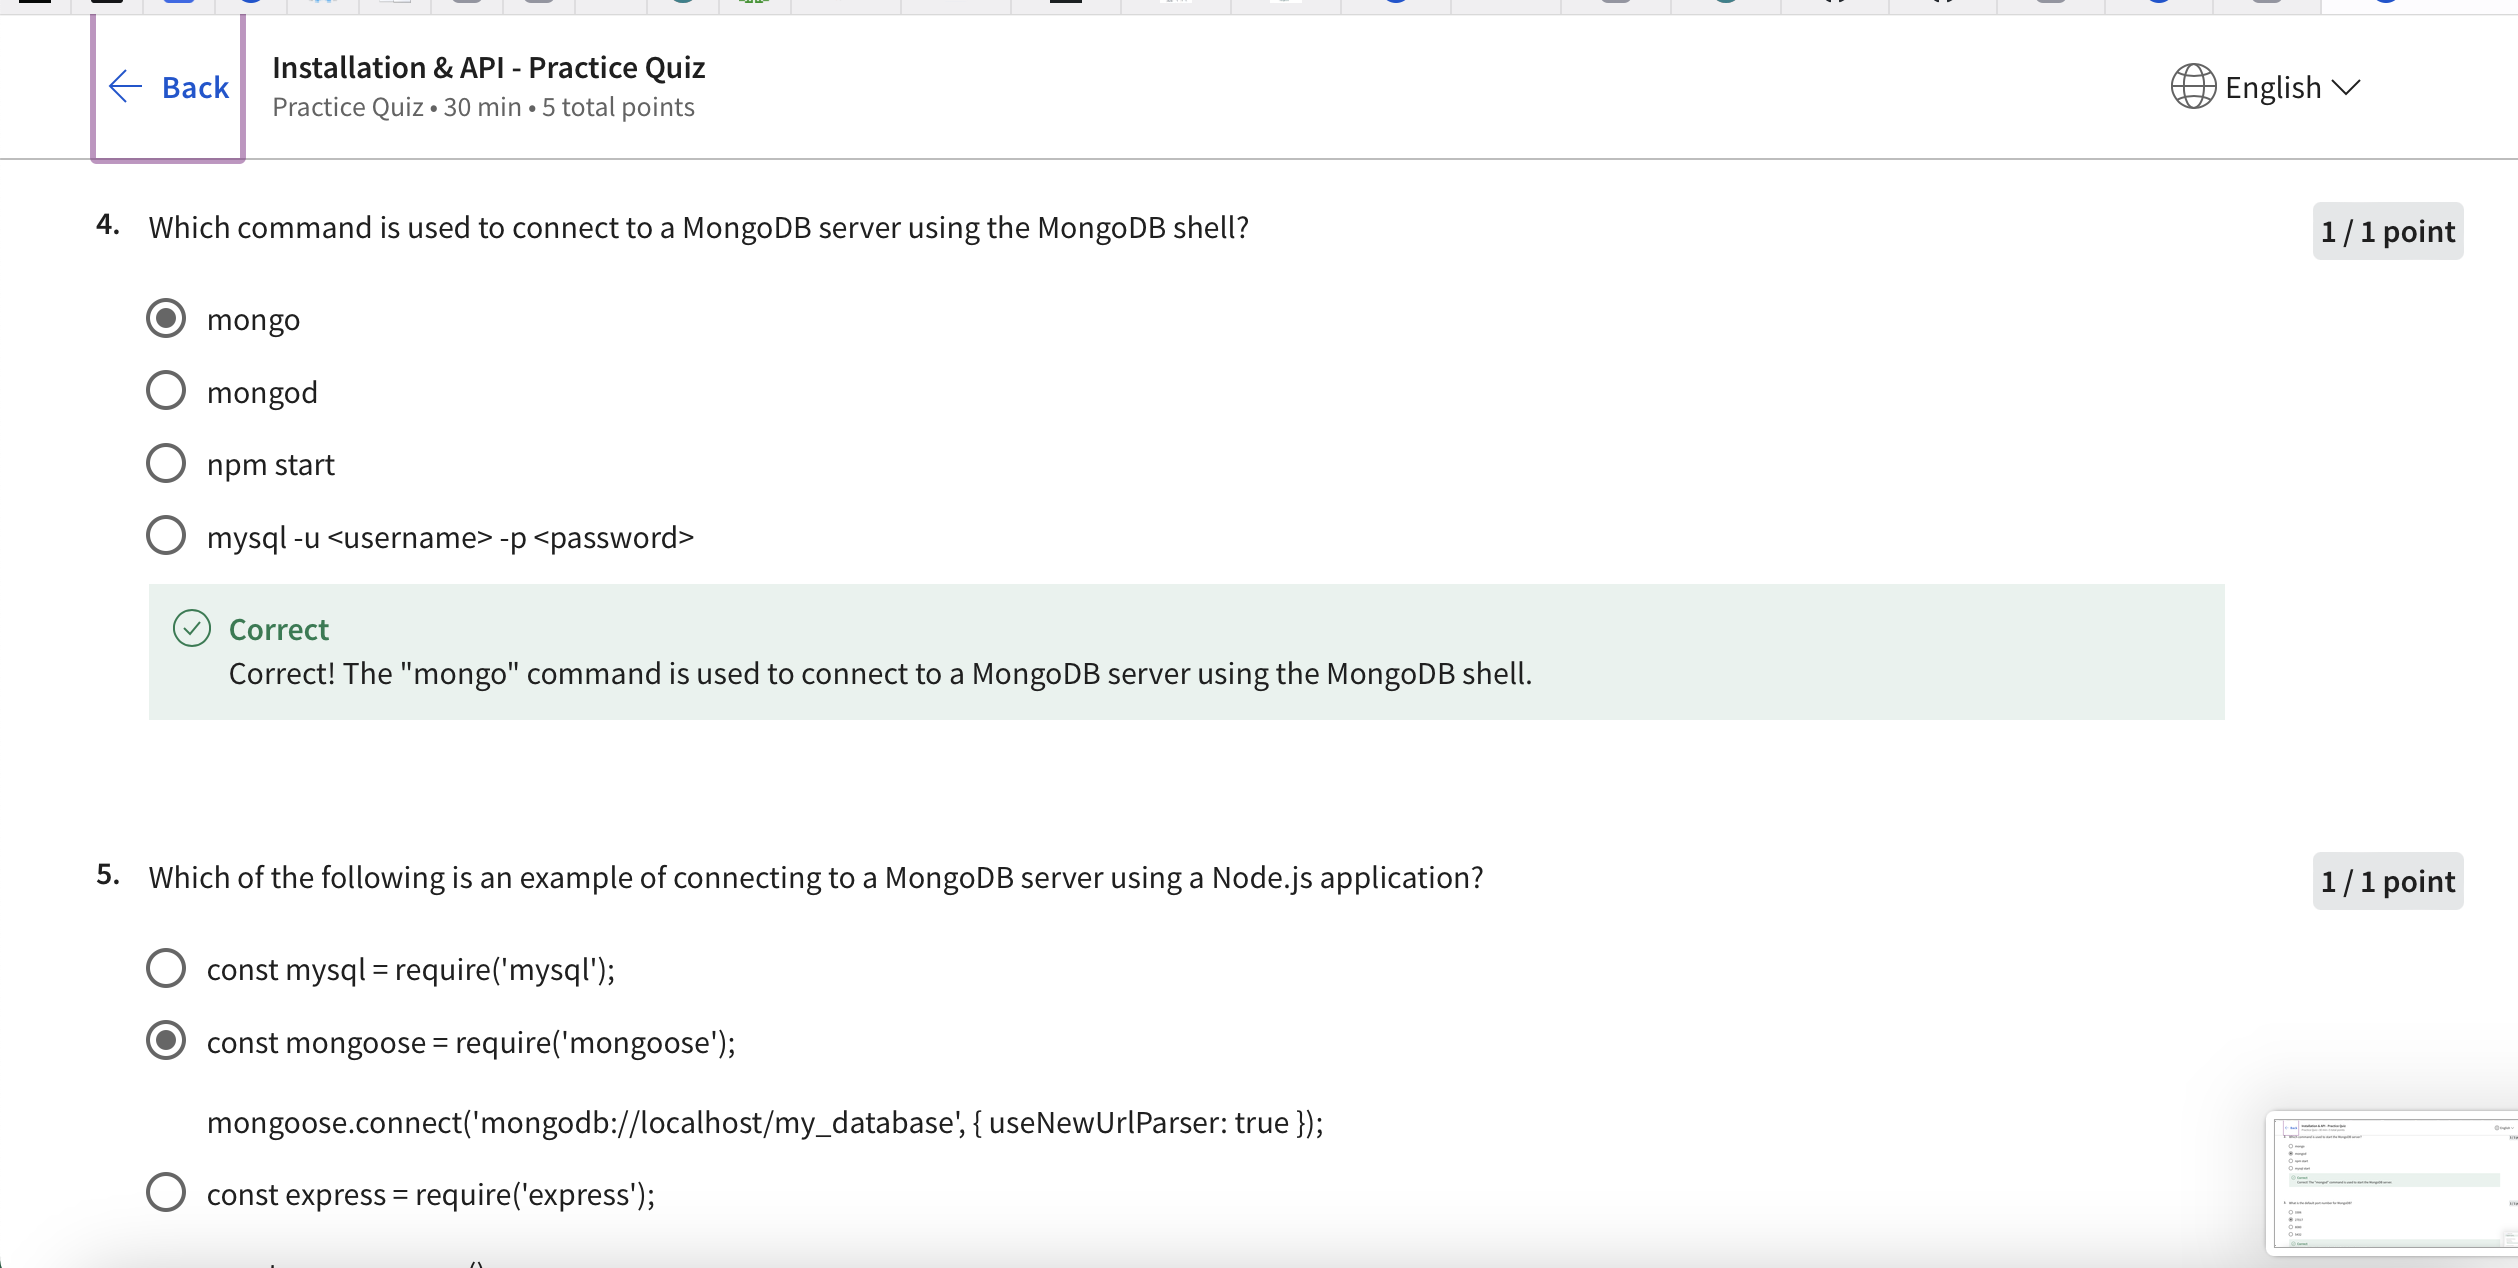 Back
Installation & API - Practice Quiz
Practice Quiz • 30 min • 5 total points
English
4. Which command is used to connect to a MongoDB server using the MongoDB shell?
1 / 1 point
mongo
mongod
npm start
mysql -u <username> -p <password>
Correct
Correct! The "mongo" command is used to connect to a MongoDB server using the MongoDB shell.
5. Which of the following is an example of connecting to a MongoDB server using a Node.js application?
1 / 1 point
const mysql = require('mysql');
const mongoose = require('mongoose');
mongoose.connect('mongodb://localhost/my_database', { useNewUrlParser: true });
const express = require('express');